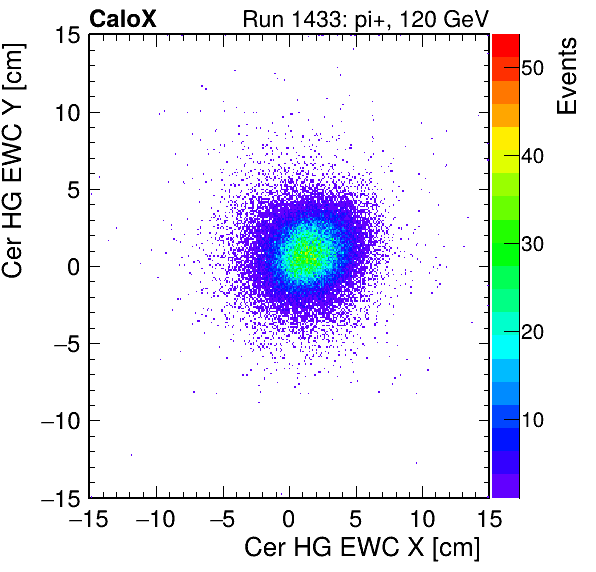 CaloX Run 1433: pi+, 120 GeV
Cer HG EWC Y [cm]
Events
15
10
5
0
−5
−10
−15
50
40
30
20
10
−15 −10 −5 0 5 10 15
Cer HG EWC X [cm]